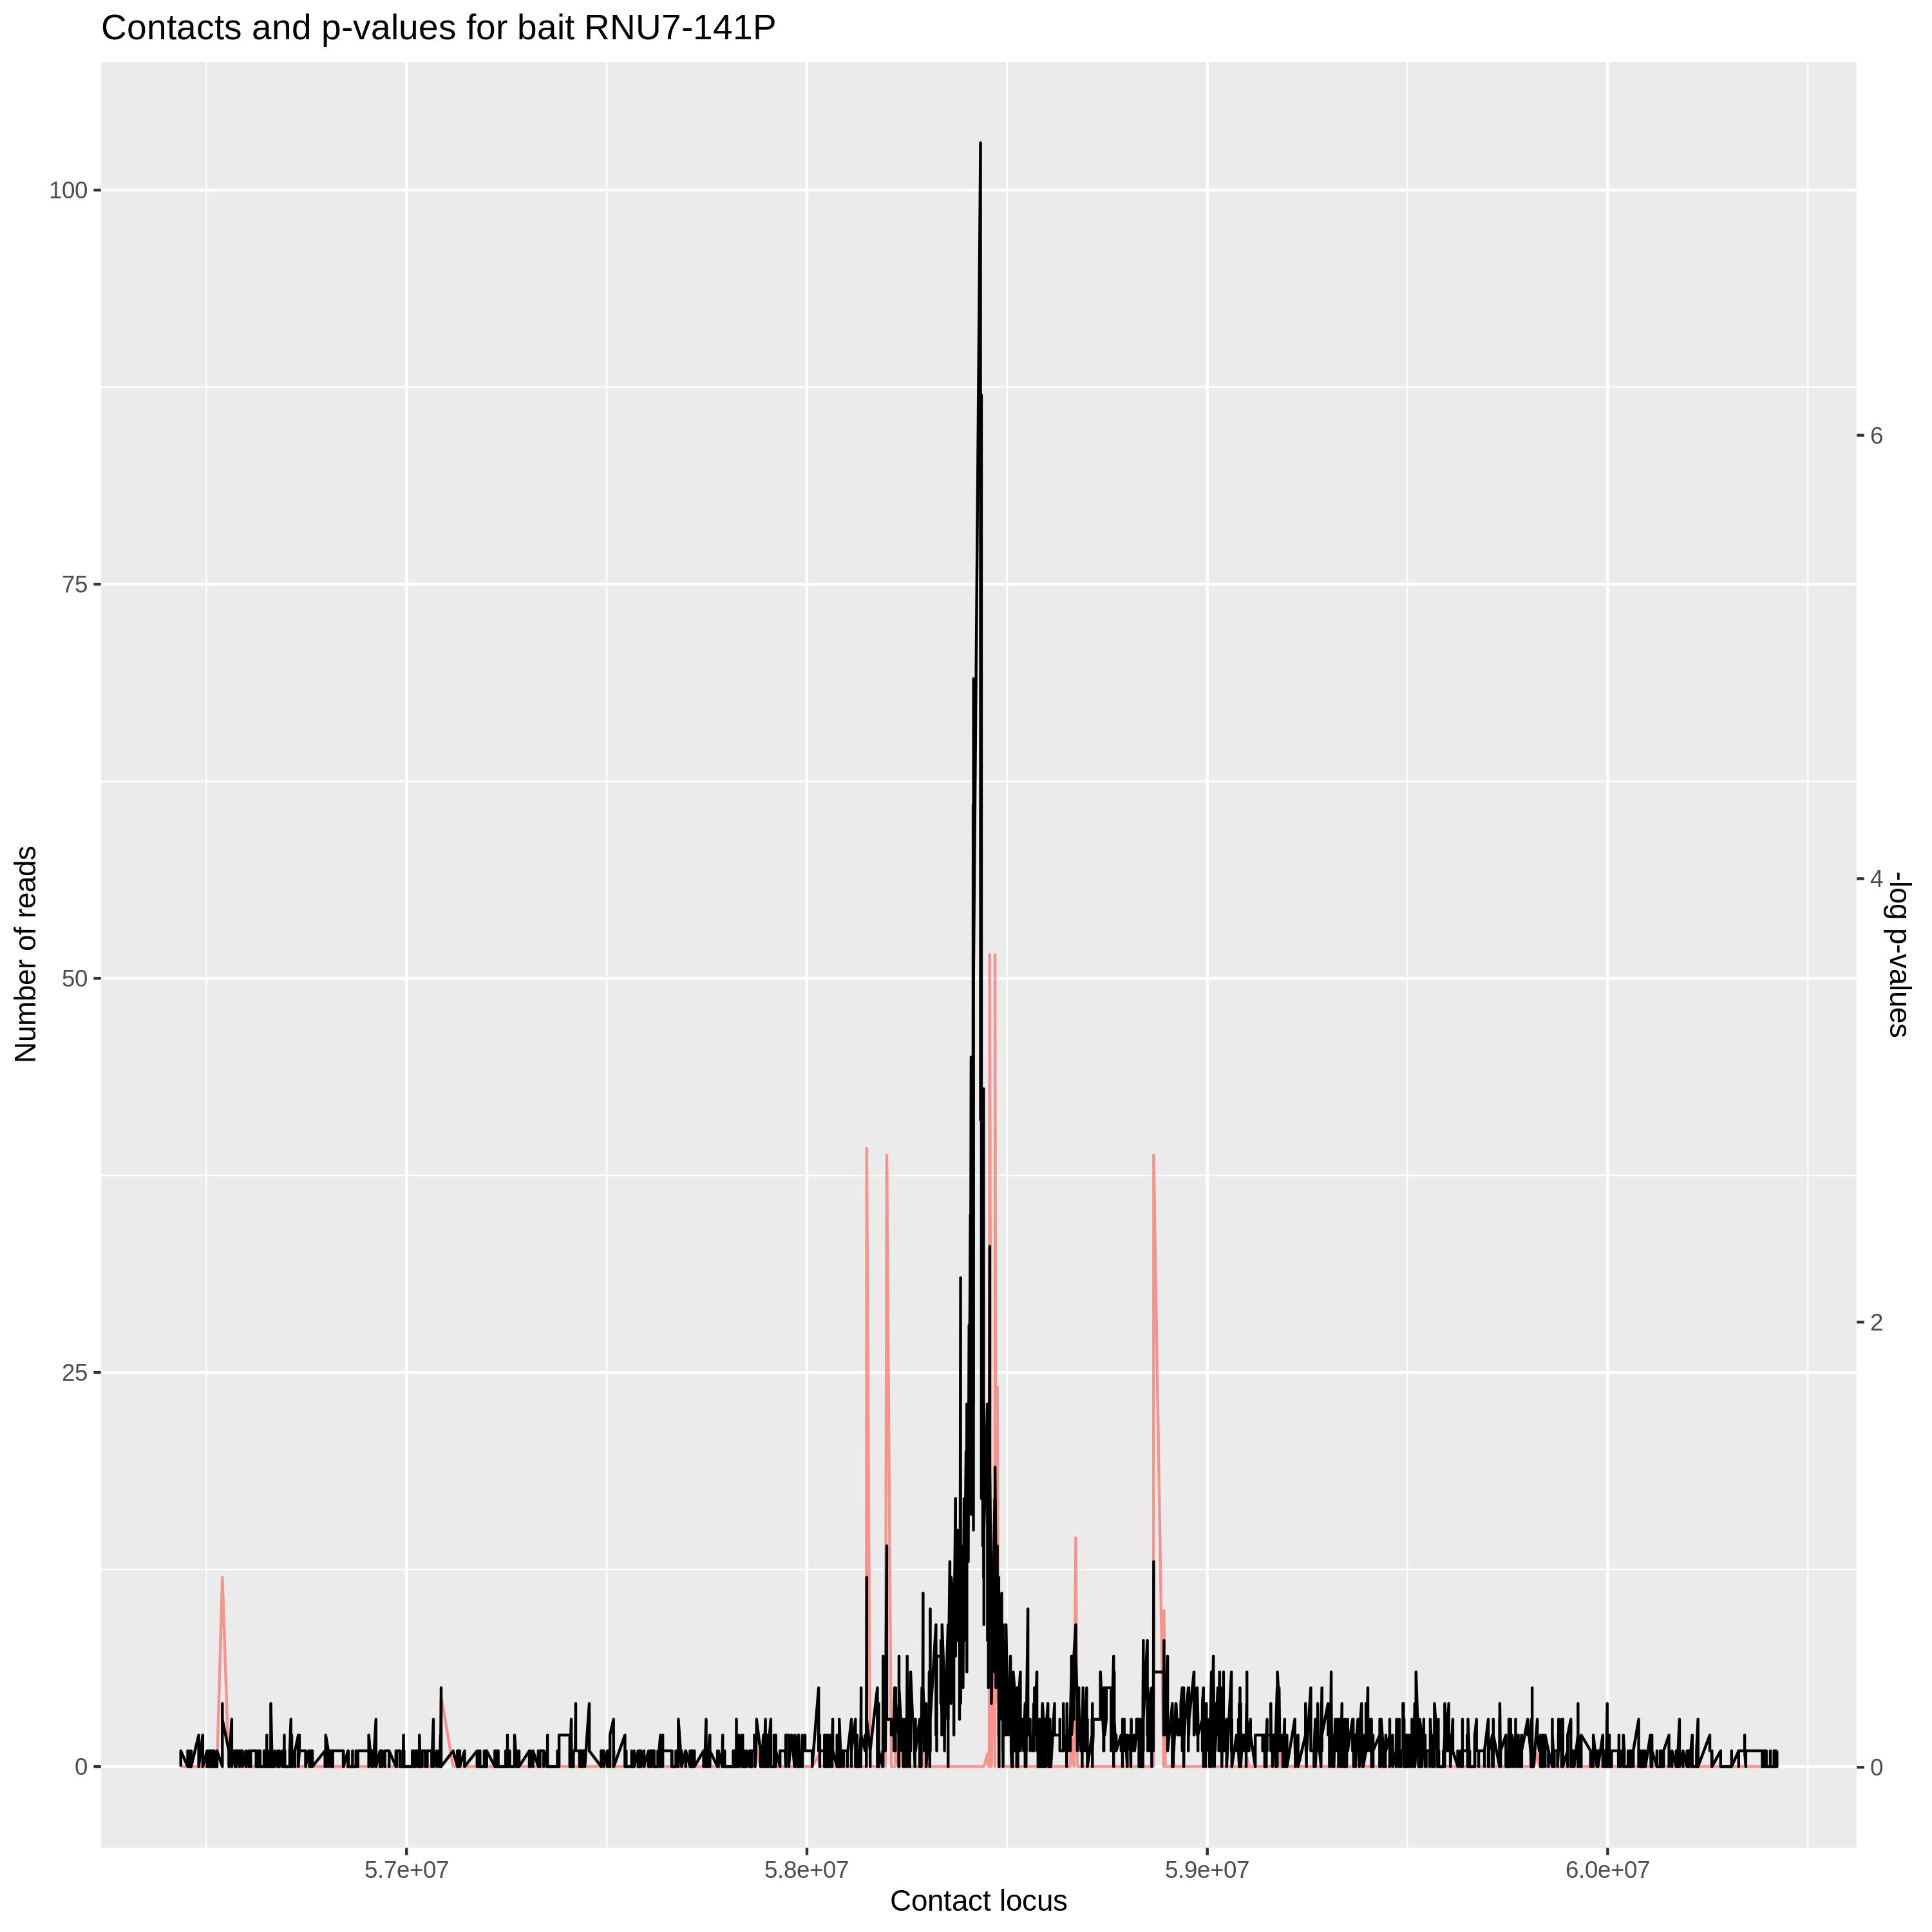 Contacts and p-values for bait RNU7-141P
100
75
50
25
0
Number of reads
6
4
2
0
-log p-values
5.7e+07
5.8e+07
5.9e+07
6.0e+07
Contact locus